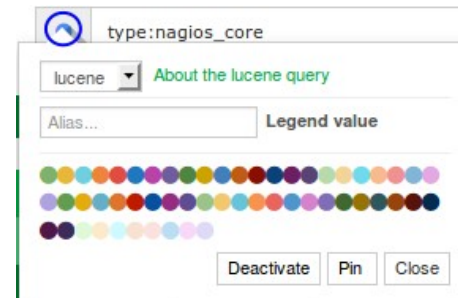 type:nagios_core
lucene About the lucene query
Alias... Legend value
Deactivate Pin Close